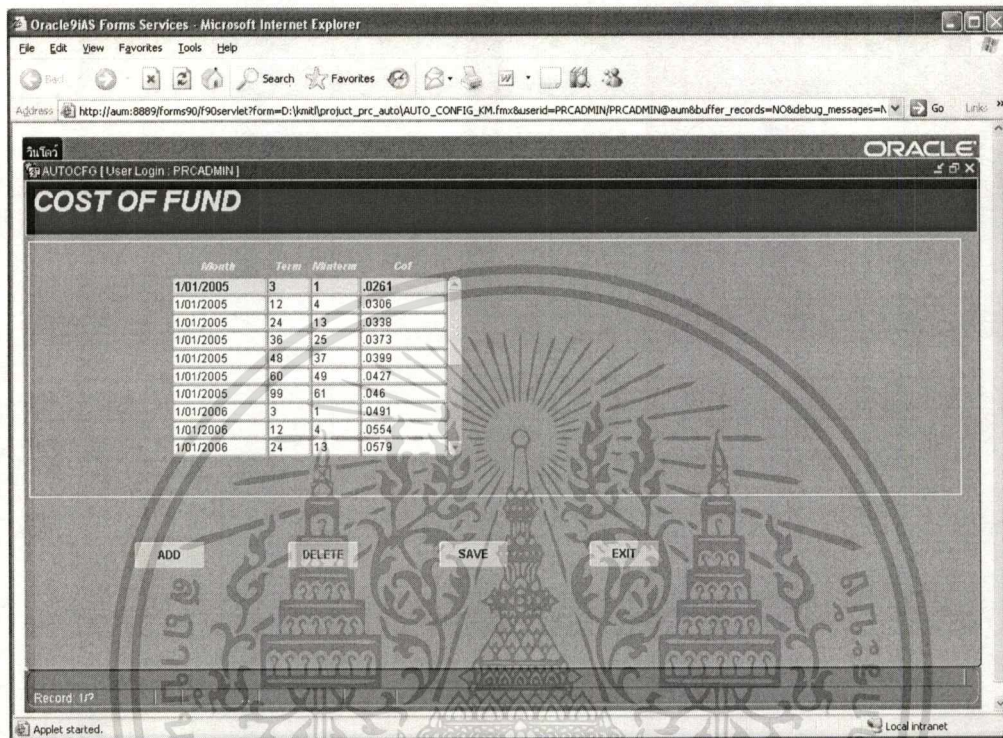 Oracle9iAS Forms Services - Microsoft Internet Explorer
File Edit View Favorites Tools Help
Back Search Favorites
Address http://aum:8889/forms90/f90servlet?form=D:\kmitl\projuct_prc_auto\AUTO_CONFIG_KM.fmx&userid=PRCADMIN/PRCADMIN@aum&buffer_records=NO&debug_messages=N Go Links »
วินโดว์ ORACLE
AUTOCFG [ User Login : PRCADMIN ]
COST OF FUND
Month Term Minterm Cof
1/01/2005 3 1 .0261
1/01/2005 12 4 .0306
1/01/2005 24 13 .0338
1/01/2005 36 25 .0373
1/01/2005 48 37 .0399
1/01/2005 60 49 .0427
1/01/2005 99 61 .046
1/01/2006 3 1 .0491
1/01/2006 12 4 .0554
1/01/2006 24 13 .0579
ADD DELETE SAVE EXIT
Record: 1/?
Applet started. Local intranet